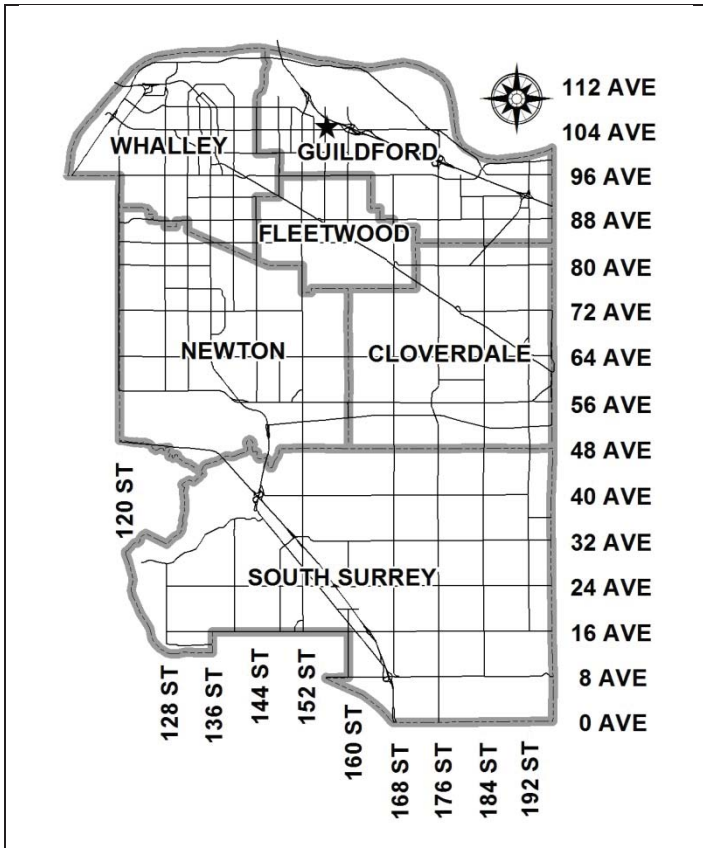 112 AVE
104 AVE
WHALLEY
GUILDFORD
96 AVE
88 AVE
FLEETWOOD
80 AVE
72 AVE
NEWTON
CLOVERDALE
64 AVE
56 AVE
48 AVE
120 ST
40 AVE
32 AVE
SOUTH SURREY
24 AVE
16 AVE
128 ST
136 ST
144 ST
152 ST
8 AVE
160 ST
0 AVE
168 ST
176 ST
184 ST
192 ST